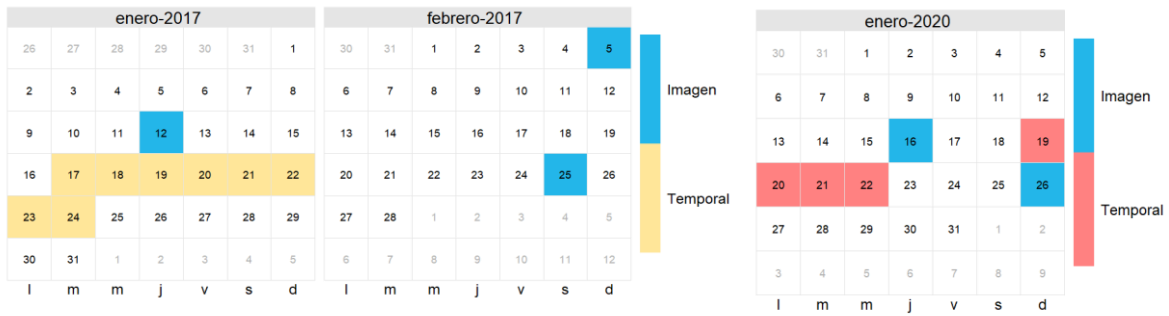 enero-2017
26 27 28 29 30 31 1
2 3 4 5 6 7 8
9 10 11 12 13 14 15
16 17 18 19 20 21 22
23 24 25 26 27 28 29
30 31 1 2 3 4 5
l m m j v s d
febrero-2017
30 31 1 2 3 4 5
6 7 8 9 10 11 12
13 14 15 16 17 18 19
20 21 22 23 24 25 26
27 28 1 2 3 4 5
6 7 8 9 10 11 12
l m m j v s d
Imagen
Temporal
enero-2020
30 31 1 2 3 4 5
6 7 8 9 10 11 12
13 14 15 16 17 18 19
20 21 22 23 24 25 26
27 28 29 30 31 1 2
3 4 5 6 7 8 9
l m m j v s d
Imagen
Temporal